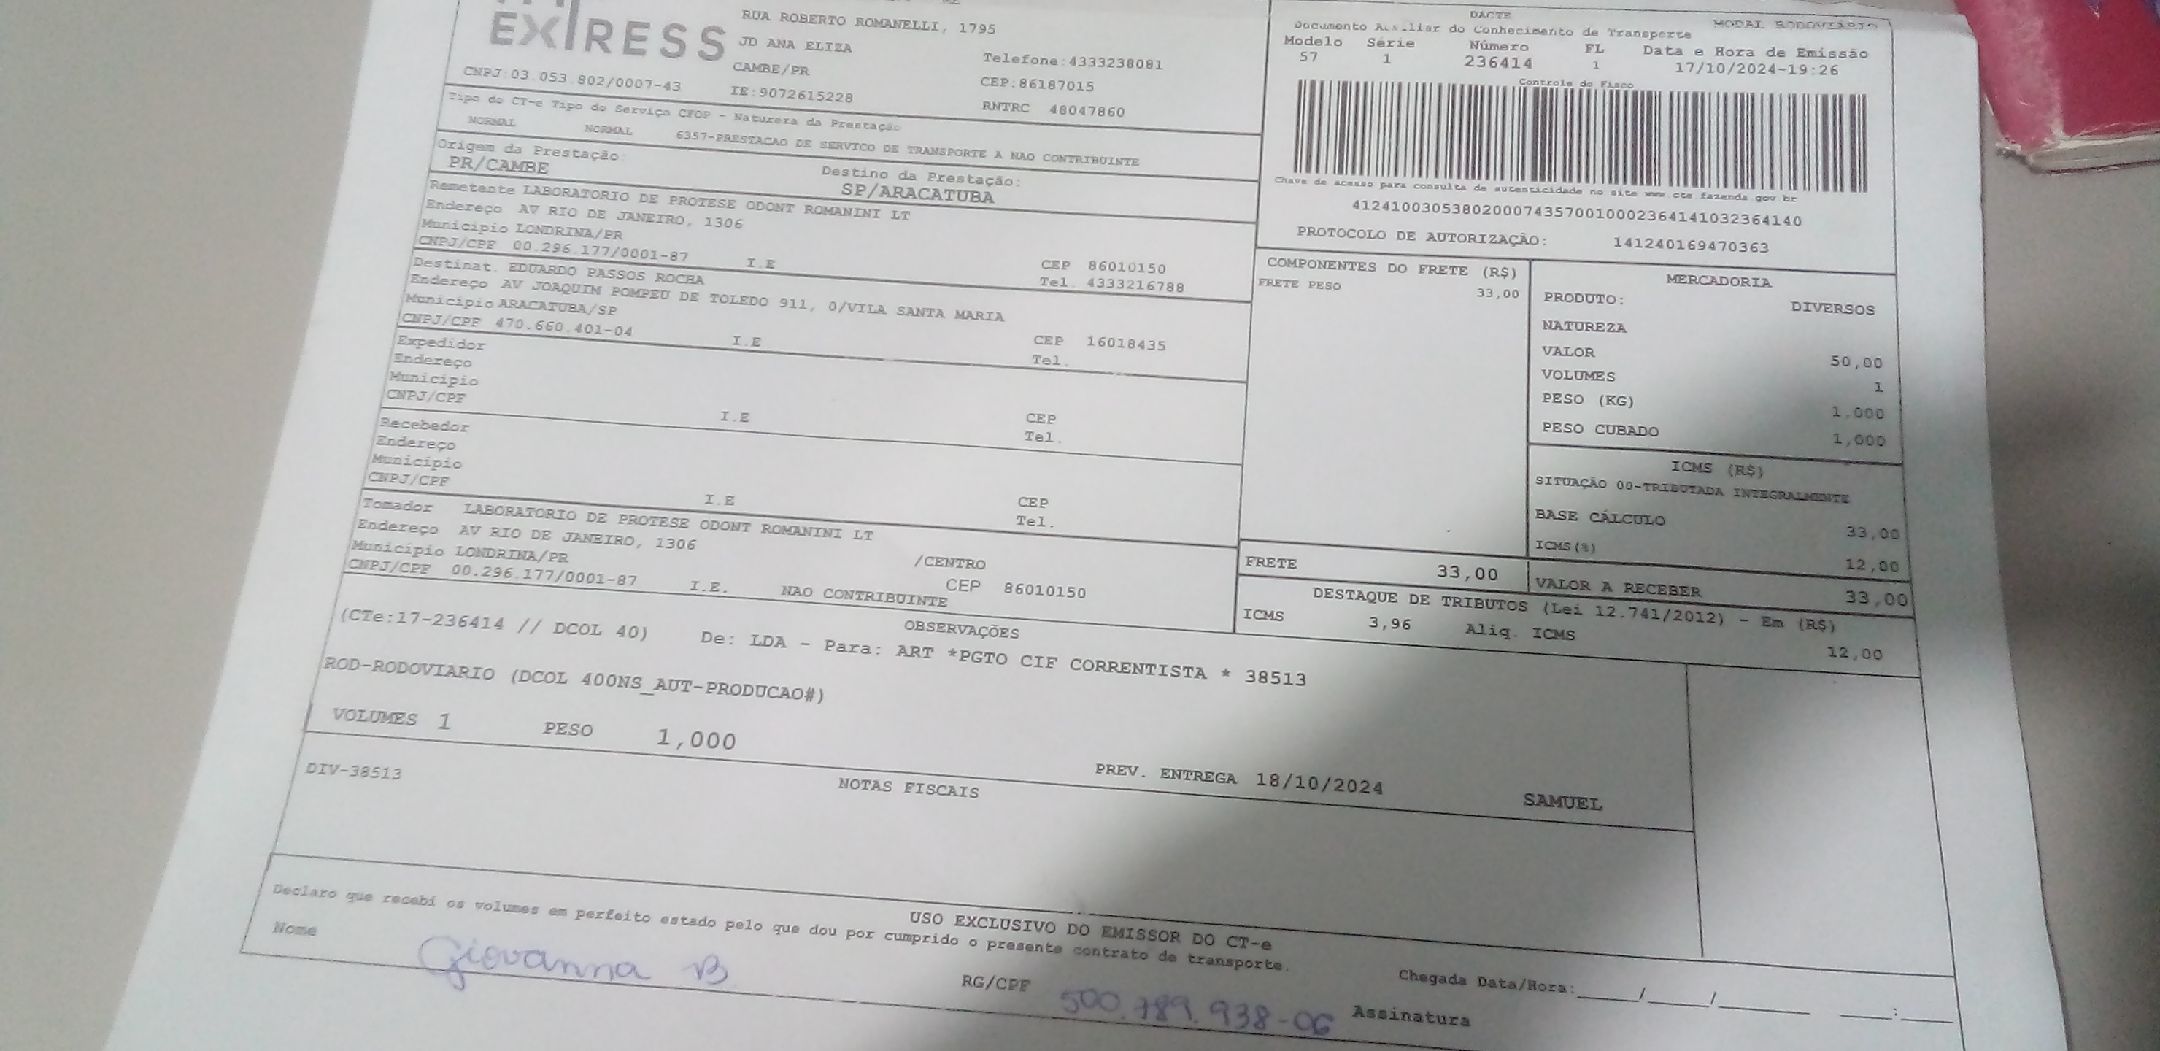 EXPRESS
RUA ROBERTO ROMANELLI, 1795
JD ANA ELIZA
CAMBE/PR
Telefone:4333238081
CEP:86187015
CNPJ:03.053.802/0007-43
IE:9072615228
RNTRC 48047860
Tipo do CT-e Tipo do Serviço CFOP - Natureza da Prestação
NORMAL NORMAL 6357-PRESTACAO DE SERVICO DE TRANSPORTE A NAO CONTRIBUINTE
Origem da Prestação:
PR/CAMBE
Destino da Prestação:
SP/ARACATUBA
Remetente LABORATORIO DE PROTESE ODONT ROMANINI LT
Endereço AV RIO DE JANEIRO, 1306
Município LONDRINA/PR
CNPJ/CPF 00.296.177/0001-87 I.E
CEP 86010150
Tel. 4333216788
Destinat. EDUARDO PASSOS ROCHA
Endereço AV JOAQUIM POMPEU DE TOLEDO 911, 0/VILA SANTA MARIA
Município ARACATUBA/SP
CNPJ/CPF 470.660.401-04 I.E
CEP 16018435
Tel.
Expedidor
Endereço
Município
CNPJ/CPF I.E
CEP
Tel.
Recebedor
Endereço
Município
CNPJ/CPF I.E
CEP
Tel.
Tomador LABORATORIO DE PROTESE ODONT ROMANINI LT
Endereço AV RIO DE JANEIRO, 1306 /CENTRO
Município LONDRINA/PR CEP 86010150
CNPJ/CPF 00.296.177/0001-87 I.E. NAO CONTRIBUINTE
DACTE MODAL RODOVIARIO
Documento Auxiliar do Conhecimento de Transporte
Modelo Série Número FL Data e Hora de Emissão
57 1 236414 1 17/10/2024-19:26
Controle do Fisco
Chave de acesso para consulta de autenticidade no site www.cte fazenda gov br
41241003053802000743570010002364141032364140
PROTOCOLO DE AUTORIZAÇÃO: 141240169470363
COMPONENTES DO FRETE (R$)
FRETE PESO 33,00
MERCADORIA
PRODUTO: DIVERSOS
NATUREZA
VALOR 50,00
VOLUMES 1
PESO (KG) 1,000
PESO CUBADO 1,000
ICMS (R$)
SITUAÇÃO 00-TRIBUTADA INTEGRALMENTE
BASE CÁLCULO 33,00
ICMS(%) 12,00
FRETE 33,00
VALOR A RECEBER 33,00
DESTAQUE DE TRIBUTOS (Lei 12.741/2012) - Em (R$)
ICMS 3,96 Aliq. ICMS 12,00
OBSERVAÇÕES
(CTe:17-236414 // DCOL 40) De: LDA - Para: ART *PGTO CIF CORRENTISTA * 38513
ROD-RODOVIARIO (DCOL 400NS_AUT-PRODUCAO#)
VOLUMES 1 PESO 1,000 PREV. ENTREGA 18/10/2024 SAMUEL
NOTAS FISCAIS
DIV-38513
USO EXCLUSIVO DO EMISSOR DO CT-e
Declaro que recebi os volumes em perfeito estado pelo que dou por cumprido o presente contrato de transporte.
Nome Giovanna B RG/CPF 500.789.938-06 Assinatura
Chegada Data/Hora:_____/_____/_________ _____:_____